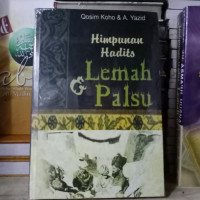 Qosim Koho & A. Yazid
Himpunan
Hadits
Lemah
& Palsu